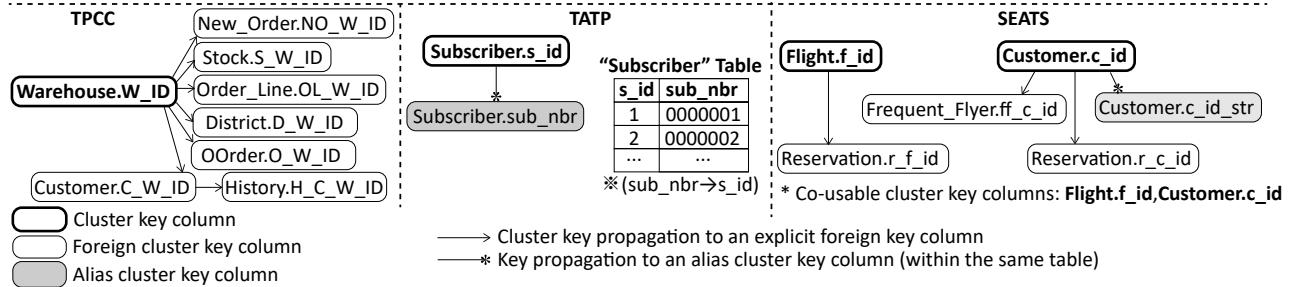 TPCC
New_Order.NO_W_ID
Stock.S_W_ID
Warehouse.W_ID
Order_Line.OL_W_ID
District.D_W_ID
OOrder.O_W_ID
Customer.C_W_ID
History.H_C_W_ID
Cluster key column
Foreign cluster key column
Alias cluster key column
TATP
Subscriber.s_id
Subscriber.sub_nbr
“Subscriber” Table
s_id sub_nbr
1 0000001
2 0000002
... ...
※(sub_nbr→s_id)
SEATS
Flight.f_id
Customer.c_id
Frequent_Flyer.ff_c_id
Customer.c_id_str
Reservation.r_f_id
Reservation.r_c_id
* Co-usable cluster key columns: Flight.f_id,Customer.c_id
Cluster key propagation to an explicit foreign key column
Key propagation to an alias cluster key column (within the same table)